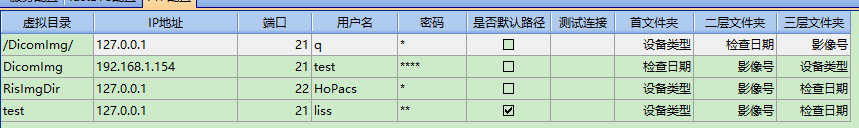 虚拟目录 IP地址 端口 用户名 密码 是否默认路径 测试连接 首文件夹 二层文件夹 三层文件夹
/DicomImg/ 127.0.0.1 21 q * 设备类型 检查日期 影像号
DicomImg 192.168.1.154 21 test **** 检查日期 影像号 设备类型
RisImgDir 127.0.0.1 22 HoPacs * 设备类型 影像号 检查日期
test 127.0.0.1 21 liss ** 设备类型 影像号 检查日期